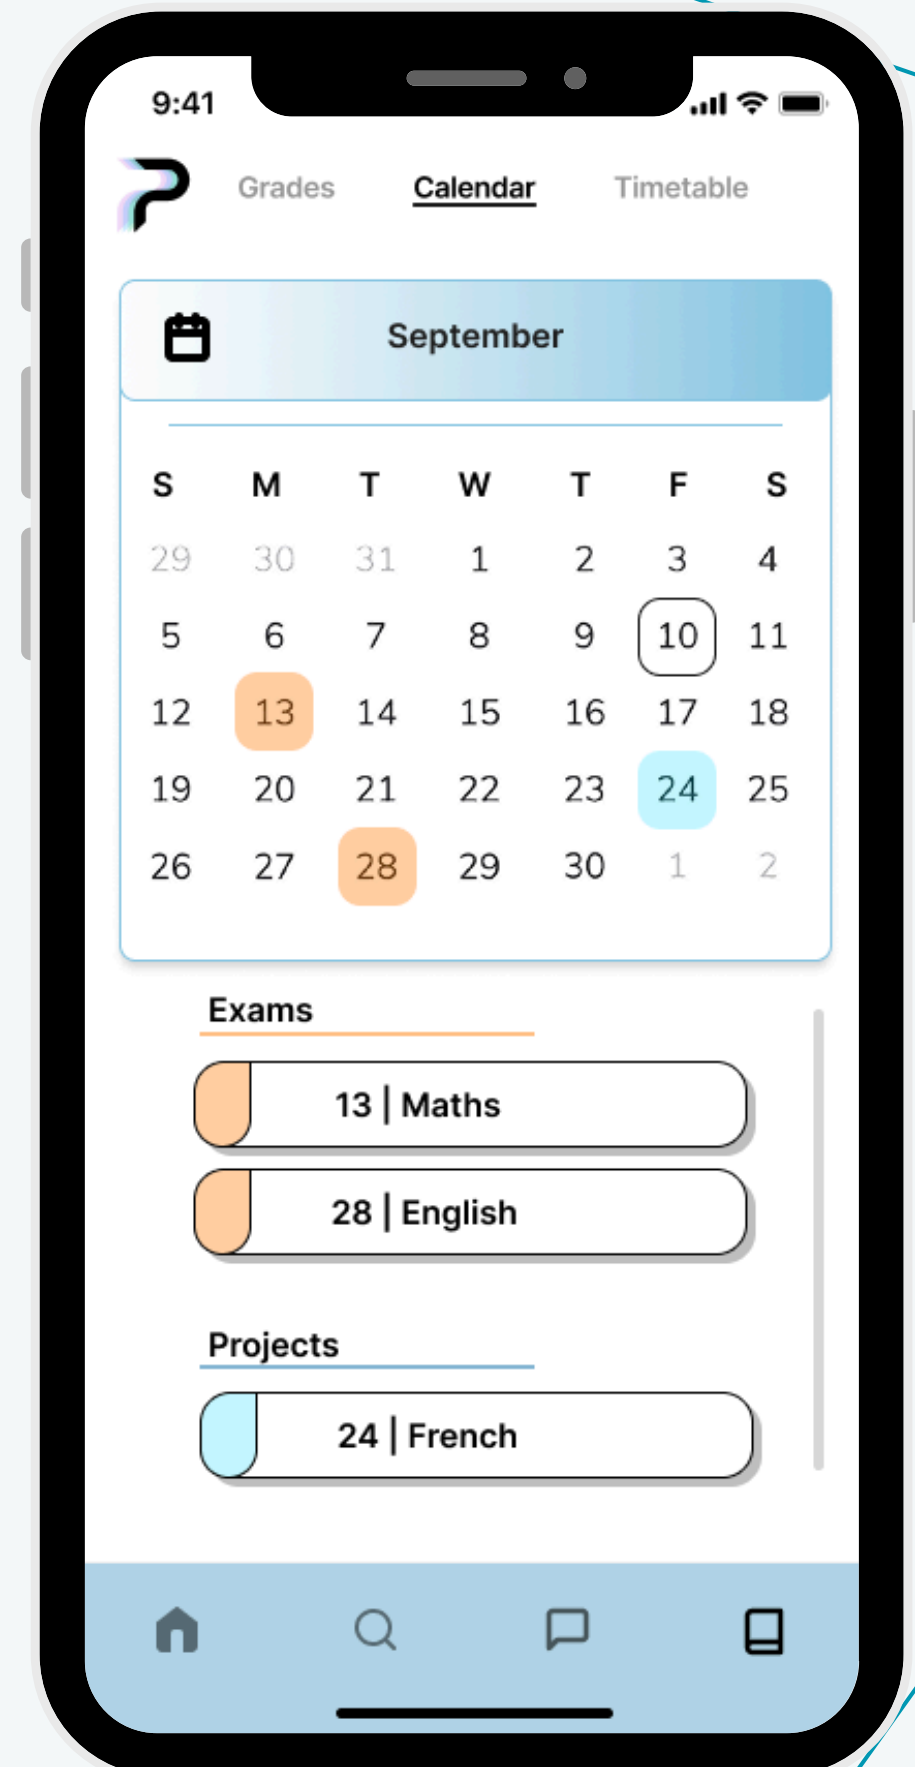 9:41
P
Grades Calendar Timetable
September
S M T W T F S
29 30 31 1 2 3 4
5 6 7 8 9 10 11
12 13 14 15 16 17 18
19 20 21 22 23 24 25
26 27 28 29 30 1 2
Exams
13 | Maths
28 | English
Projects
24 | French